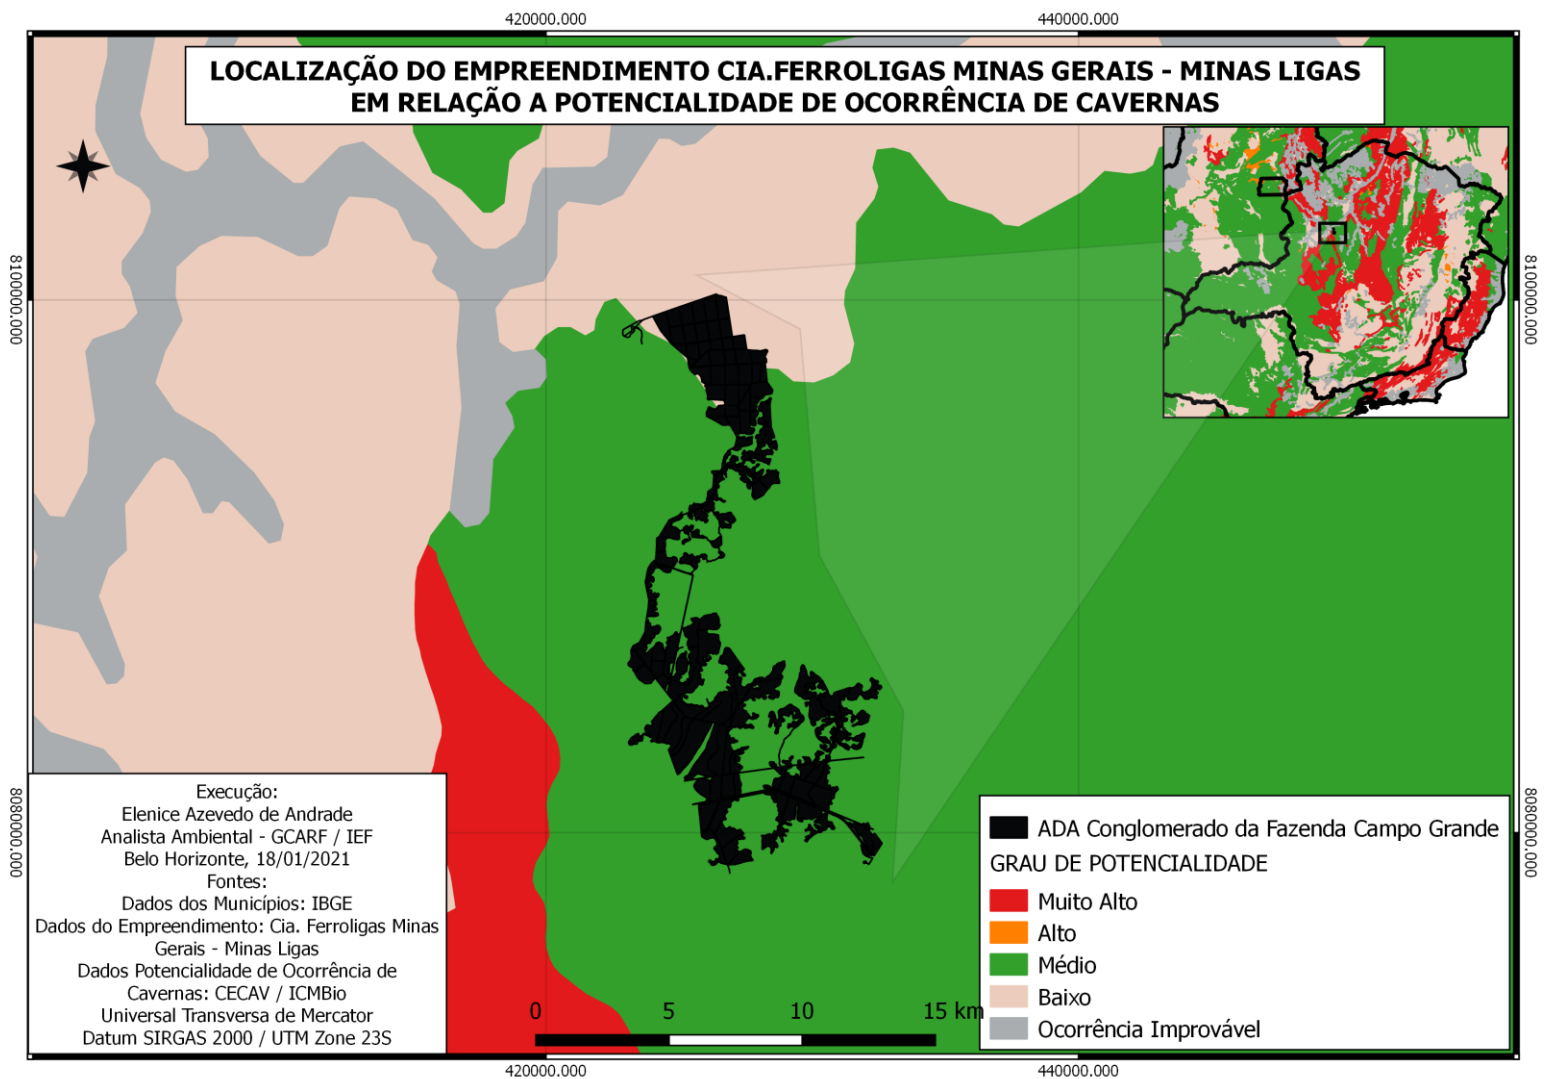 420000.000
440000.000
LOCALIZAÇÃO DO EMPREENDIMENTO CIA.FERROLIGAS MINAS GERAIS - MINAS LIGAS
EM RELAÇÃO A POTENCIALIDADE DE OCORRÊNCIA DE CAVERNAS
8100000.000
8100000.000
8080000.000
8080000.000
Execução:
Elenice Azevedo de Andrade
Analista Ambiental - GCARF / IEF
Belo Horizonte, 18/01/2021
Fontes:
Dados dos Municípios: IBGE
Dados do Empreendimento: Cia. Ferroligas Minas
Gerais - Minas Ligas
Dados Potencialidade de Ocorrência de
Cavernas: CECAV / ICMBio
Universal Transversa de Mercator
Datum SIRGAS 2000 / UTM Zone 23S
0 5 10 15 km
ADA Conglomerado da Fazenda Campo Grande
GRAU DE POTENCIALIDADE
Muito Alto
Alto
Médio
Baixo
Ocorrência Improvável
420000.000
440000.000